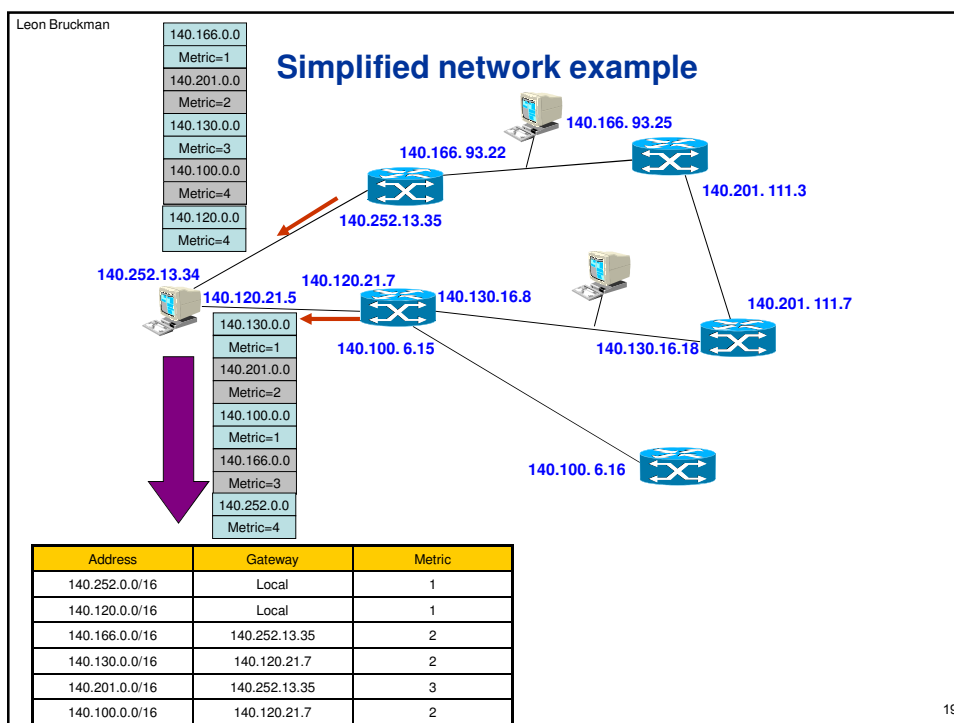 Leon Bruckman
Simplified network example
140.166.0.0
Metric=1
140.201.0.0
Metric=2
140.130.0.0
Metric=3
140.100.0.0
Metric=4
140.120.0.0
Metric=4
140.166. 93.25
140.166. 93.22
140.201. 111.3
140.252.13.35
140.252.13.34
140.120.21.7
140.120.21.5
140.130.16.8
140.201. 111.7
140.130.16.18
140.100. 6.15
140.100. 6.16
140.130.0.0
Metric=1
140.201.0.0
Metric=2
140.100.0.0
Metric=1
140.166.0.0
Metric=3
140.252.0.0
Metric=4
Address Gateway Metric
140.252.0.0/16 Local 1
140.120.0.0/16 Local 1
140.166.0.0/16 140.252.13.35 2
140.130.0.0/16 140.120.21.7 2
140.201.0.0/16 140.252.13.35 3
140.100.0.0/16 140.120.21.7 2
19